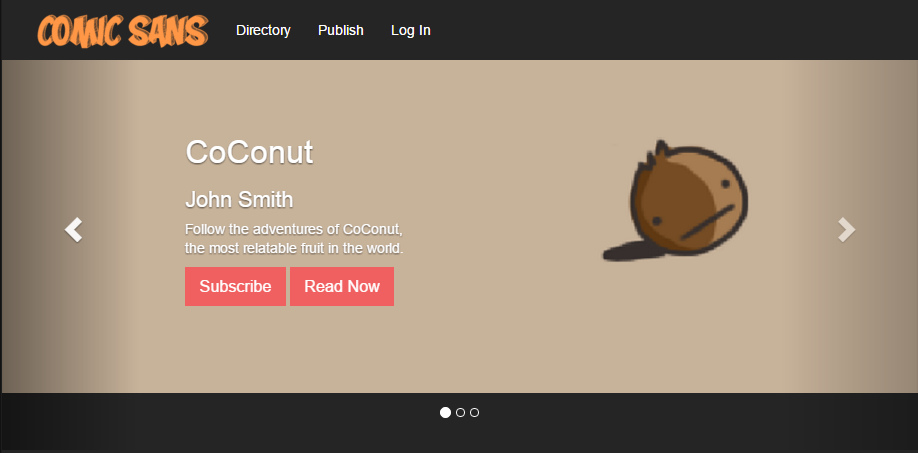 COMIC SANS
Directory
Publish
Log In
CoConut
John Smith
Follow the adventures of CoConut,
the most relatable fruit in the world.
Subscribe
Read Now